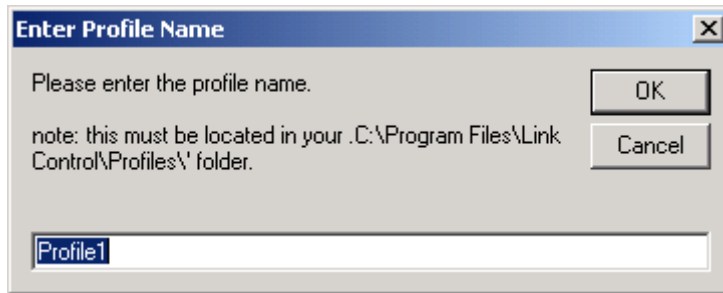 Enter Profile Name
Please enter the profile name.
OK
note: this must be located in your .C:\Program Files\Link
Control\Profiles\' folder.
Cancel
Profile1